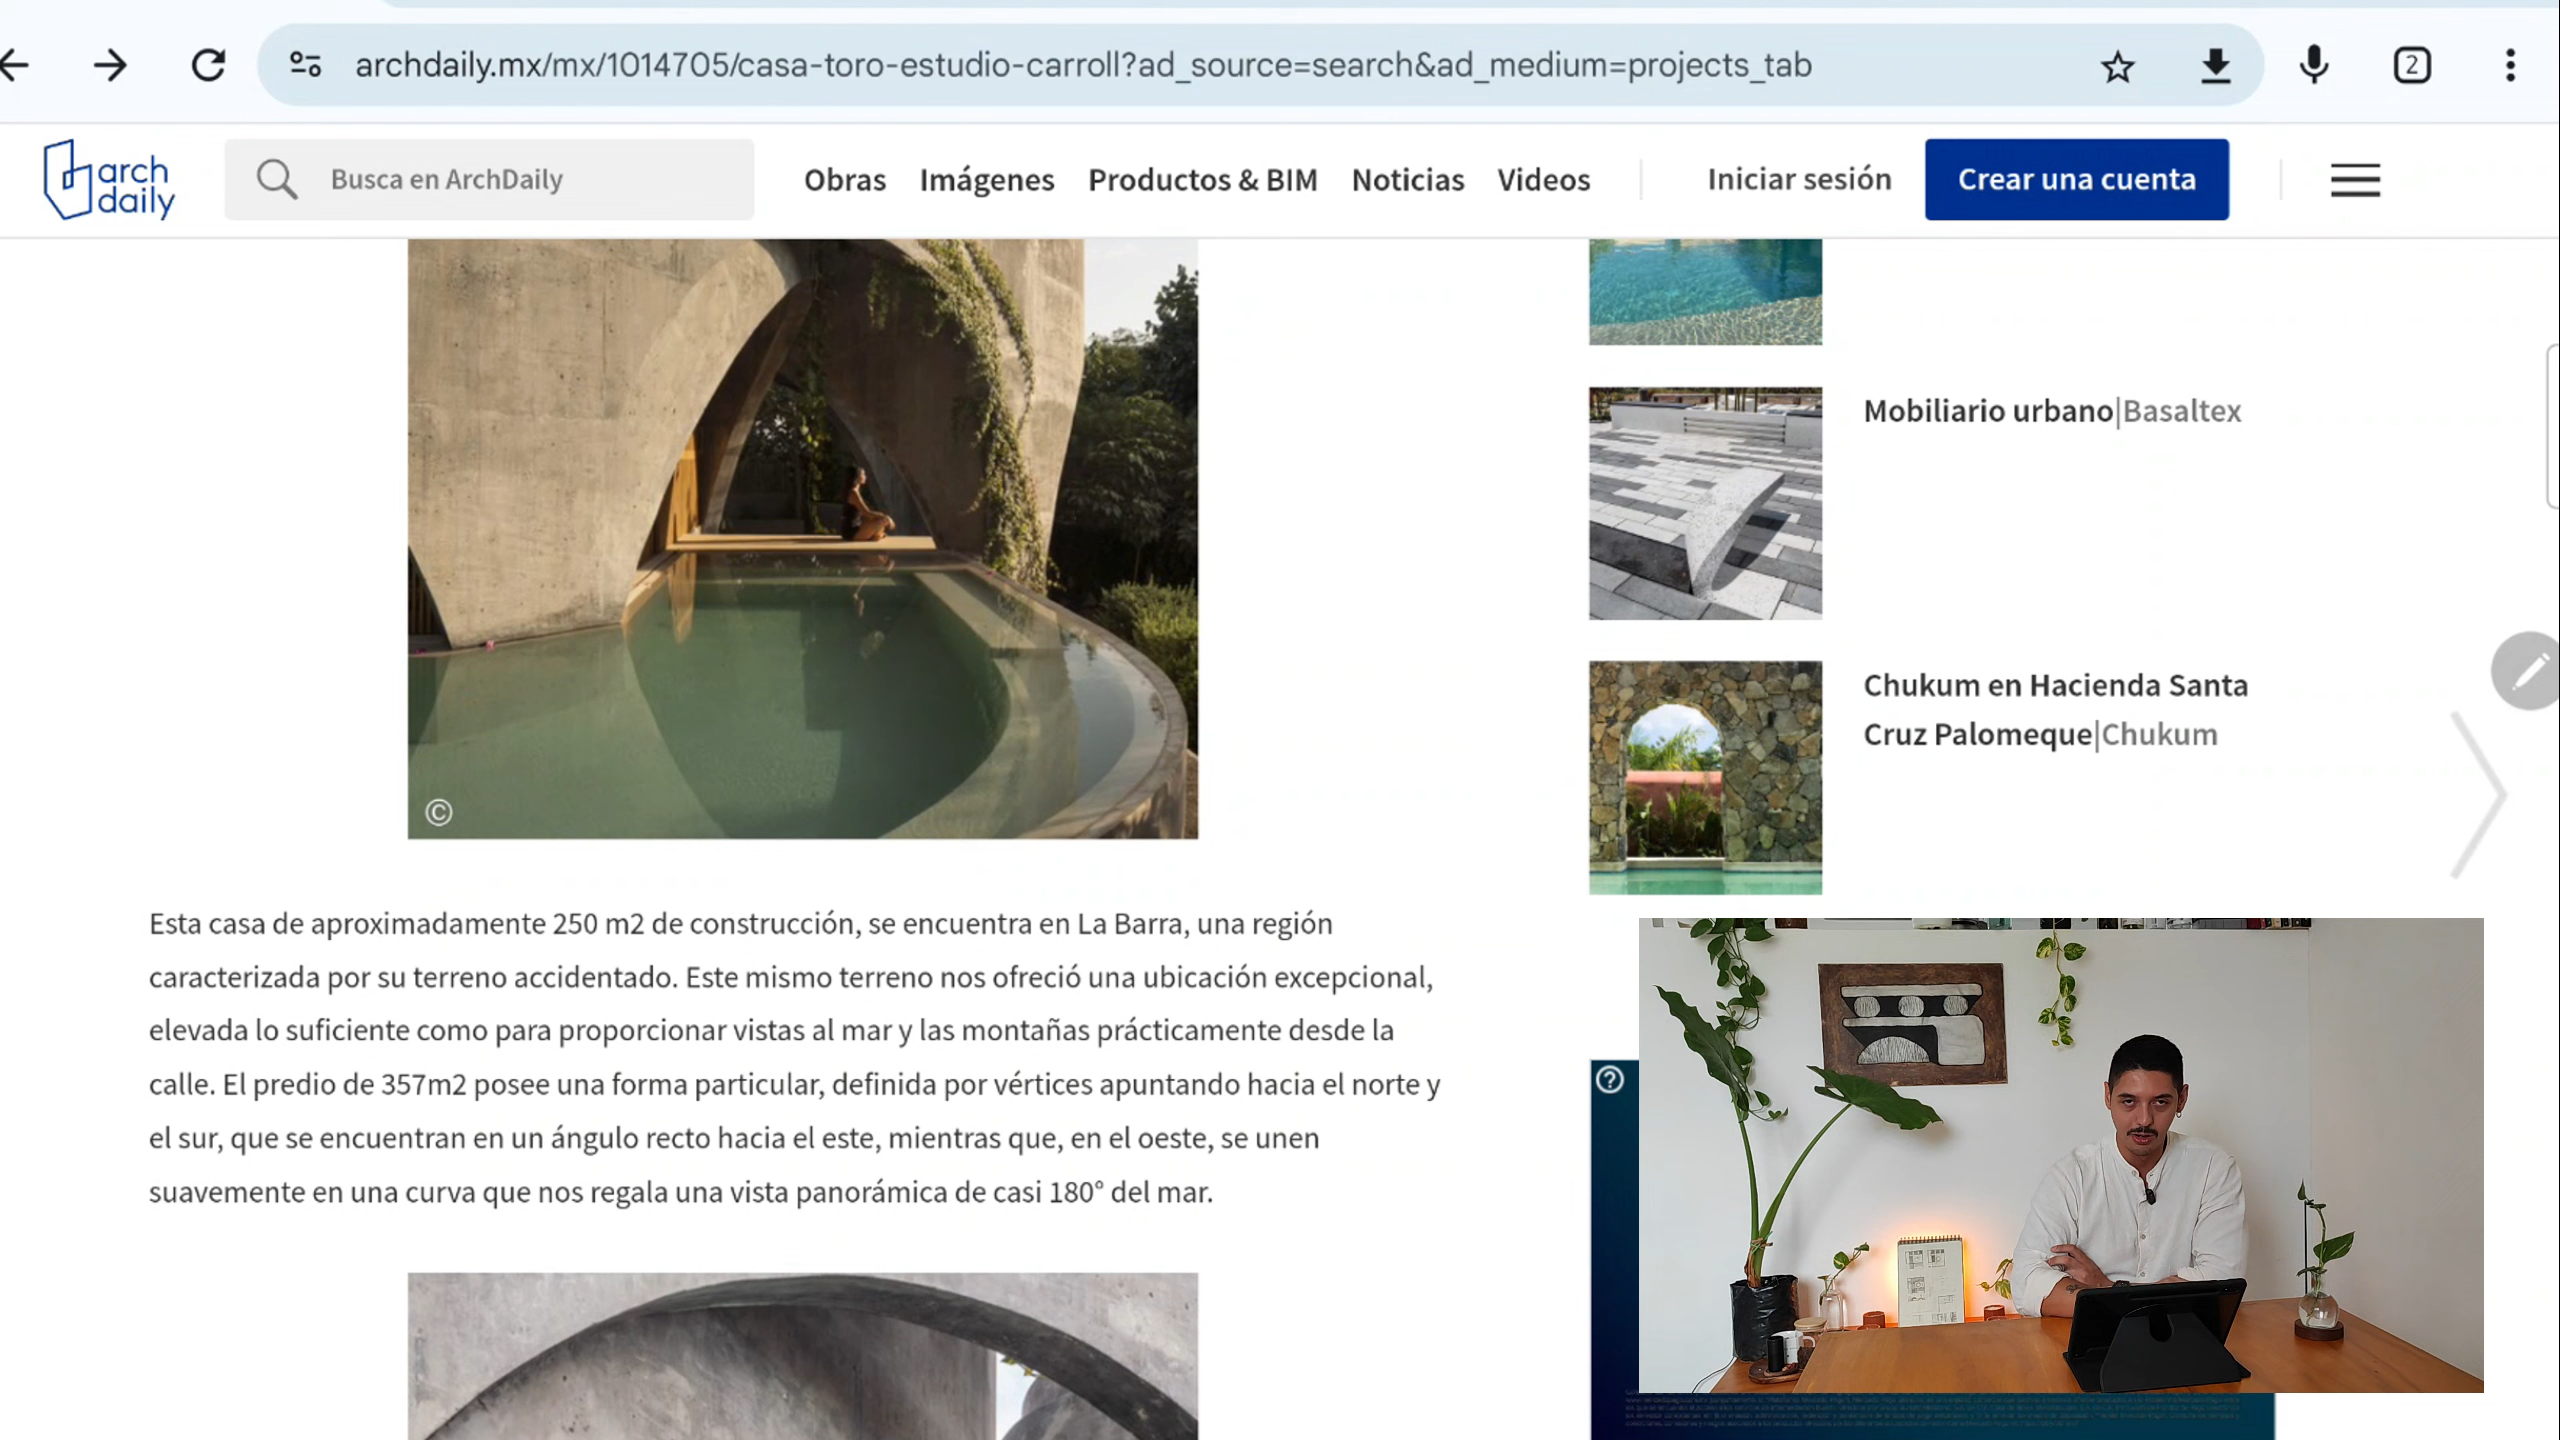 archdaily.mx/mx/1014705/casa-toro-estudio-carroll?ad_source=search&ad_medium=projects_tab
2
arch
daily
Busca en ArchDaily
Obras
Imágenes
Productos & BIM
Noticias
Videos
Iniciar sesión
Crear una cuenta
Mobiliario urbano|Basaltex
Chukum en Hacienda Santa
Cruz Palomeque|Chukum
©
Esta casa de aproximadamente 250 m2 de construcción, se encuentra en La Barra, una región
caracterizada por su terreno accidentado. Este mismo terreno nos ofreció una ubicación excepcional,
elevada lo suficiente como para proporcionar vistas al mar y las montañas prácticamente desde la
calle. El predio de 357m2 posee una forma particular, definida por vértices apuntando hacia el norte y
el sur, que se encuentran en un ángulo recto hacia el este, mientras que, en el oeste, se unen
suavemente en una curva que nos regala una vista panorámica de casi 180° del mar.
?